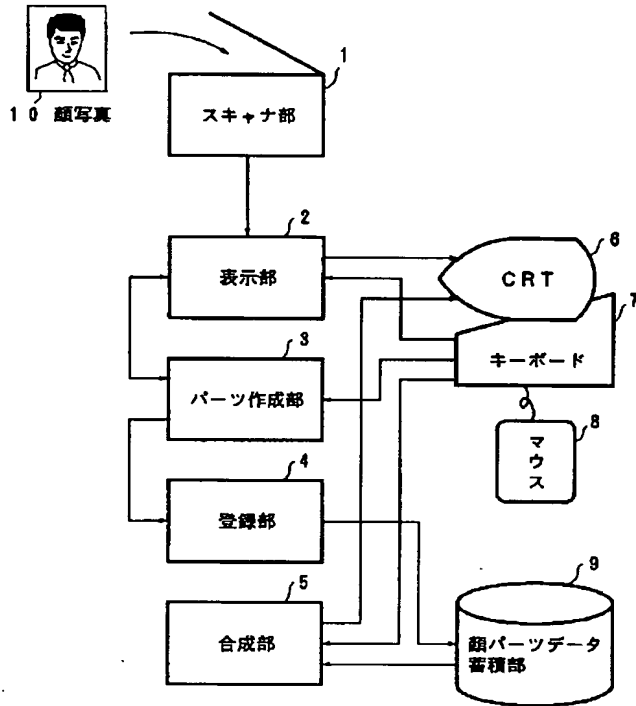 1
スキャナ部
10 顔写真
2
表示部
6
CRT
7
キーボード
3
パーツ作成部
8
マウス
4
登録部
5
合成部
9
顔パーツデータ
蓄積部